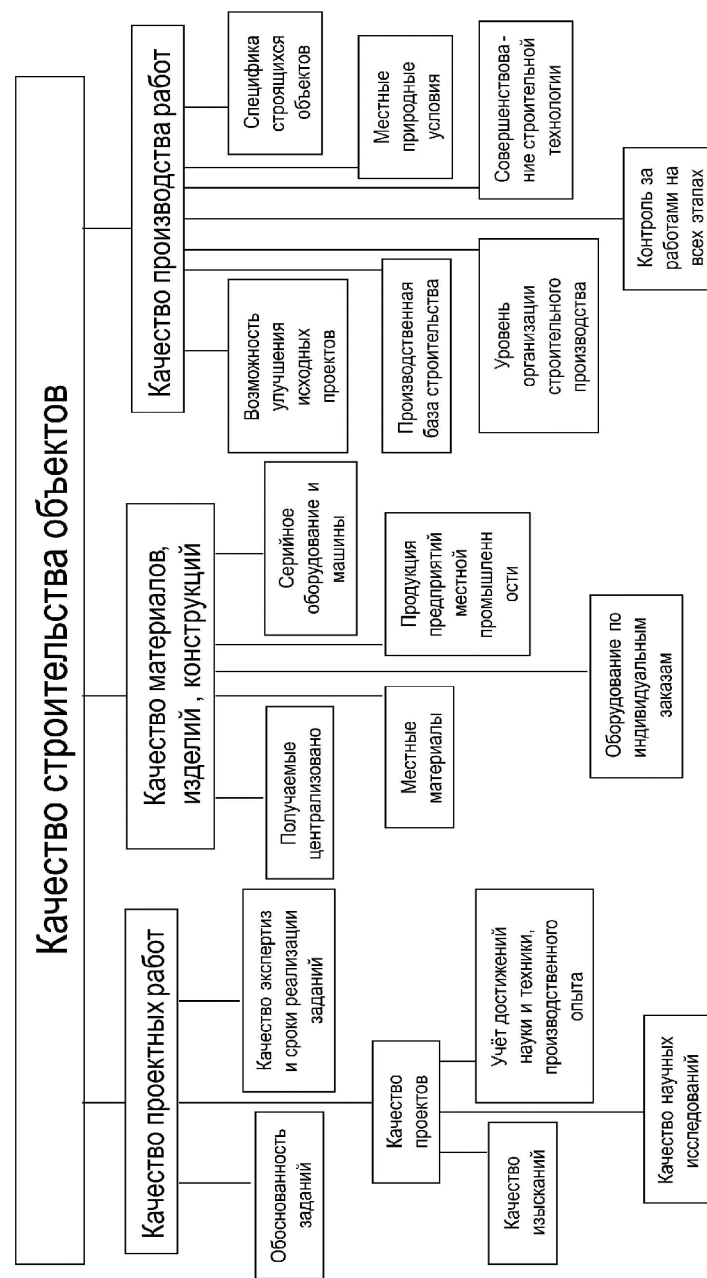 Качество строительства объектов
Качество проектных работ
Обоснованность
заданий
Качество экспертиз
и сроки реализации
заданий
Качество
проектов
Качество
изысканий
Учёт достижений
науки и техники,
производственного
опыта
Качество научных
исследований
Качество материалов,
изделий , конструкций
Получаемые
централизовано
Серийное
оборудование и
машины
Местные
материалы
Продукция
предприятий
местной
промышленн
ости
Оборудование по
индивидуальным
заказам
Качество производства работ
Возможность
улучшения
исходных
проектов
Специфика
строящихся
объектов
Производственная
база строительства
Местные
природные
условия
Уровень
организации
строительного
производства
Совершенствова -
ние строительной
технологии
Контроль за
работами на
всех этапах